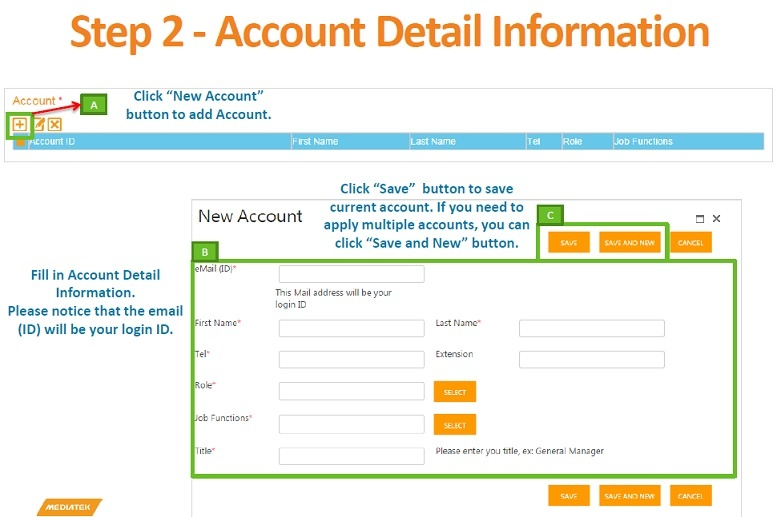 Step 2 - Account Detail Information
Account *
A
Click “New Account”
button to add Account.
Account ID First Name Last Name Tel Role Job Functions
Click “Save” button to save
current account. If you need to
apply multiple accounts, you can
click “Save and New” button.
New Account
C
SAVE SAVE AND NEW CANCEL
B
Fill in Account Detail
Information.
Please notice that the email
(ID) will be your login ID.
eMail (ID)*
This Mail address will be your
login ID
First Name* Last Name*
Tel* Extension
Role* SELECT
Job Functions* SELECT
Title* Please enter you title, ex: General Manager
SAVE SAVE AND NEW CANCEL
MEDIATEK